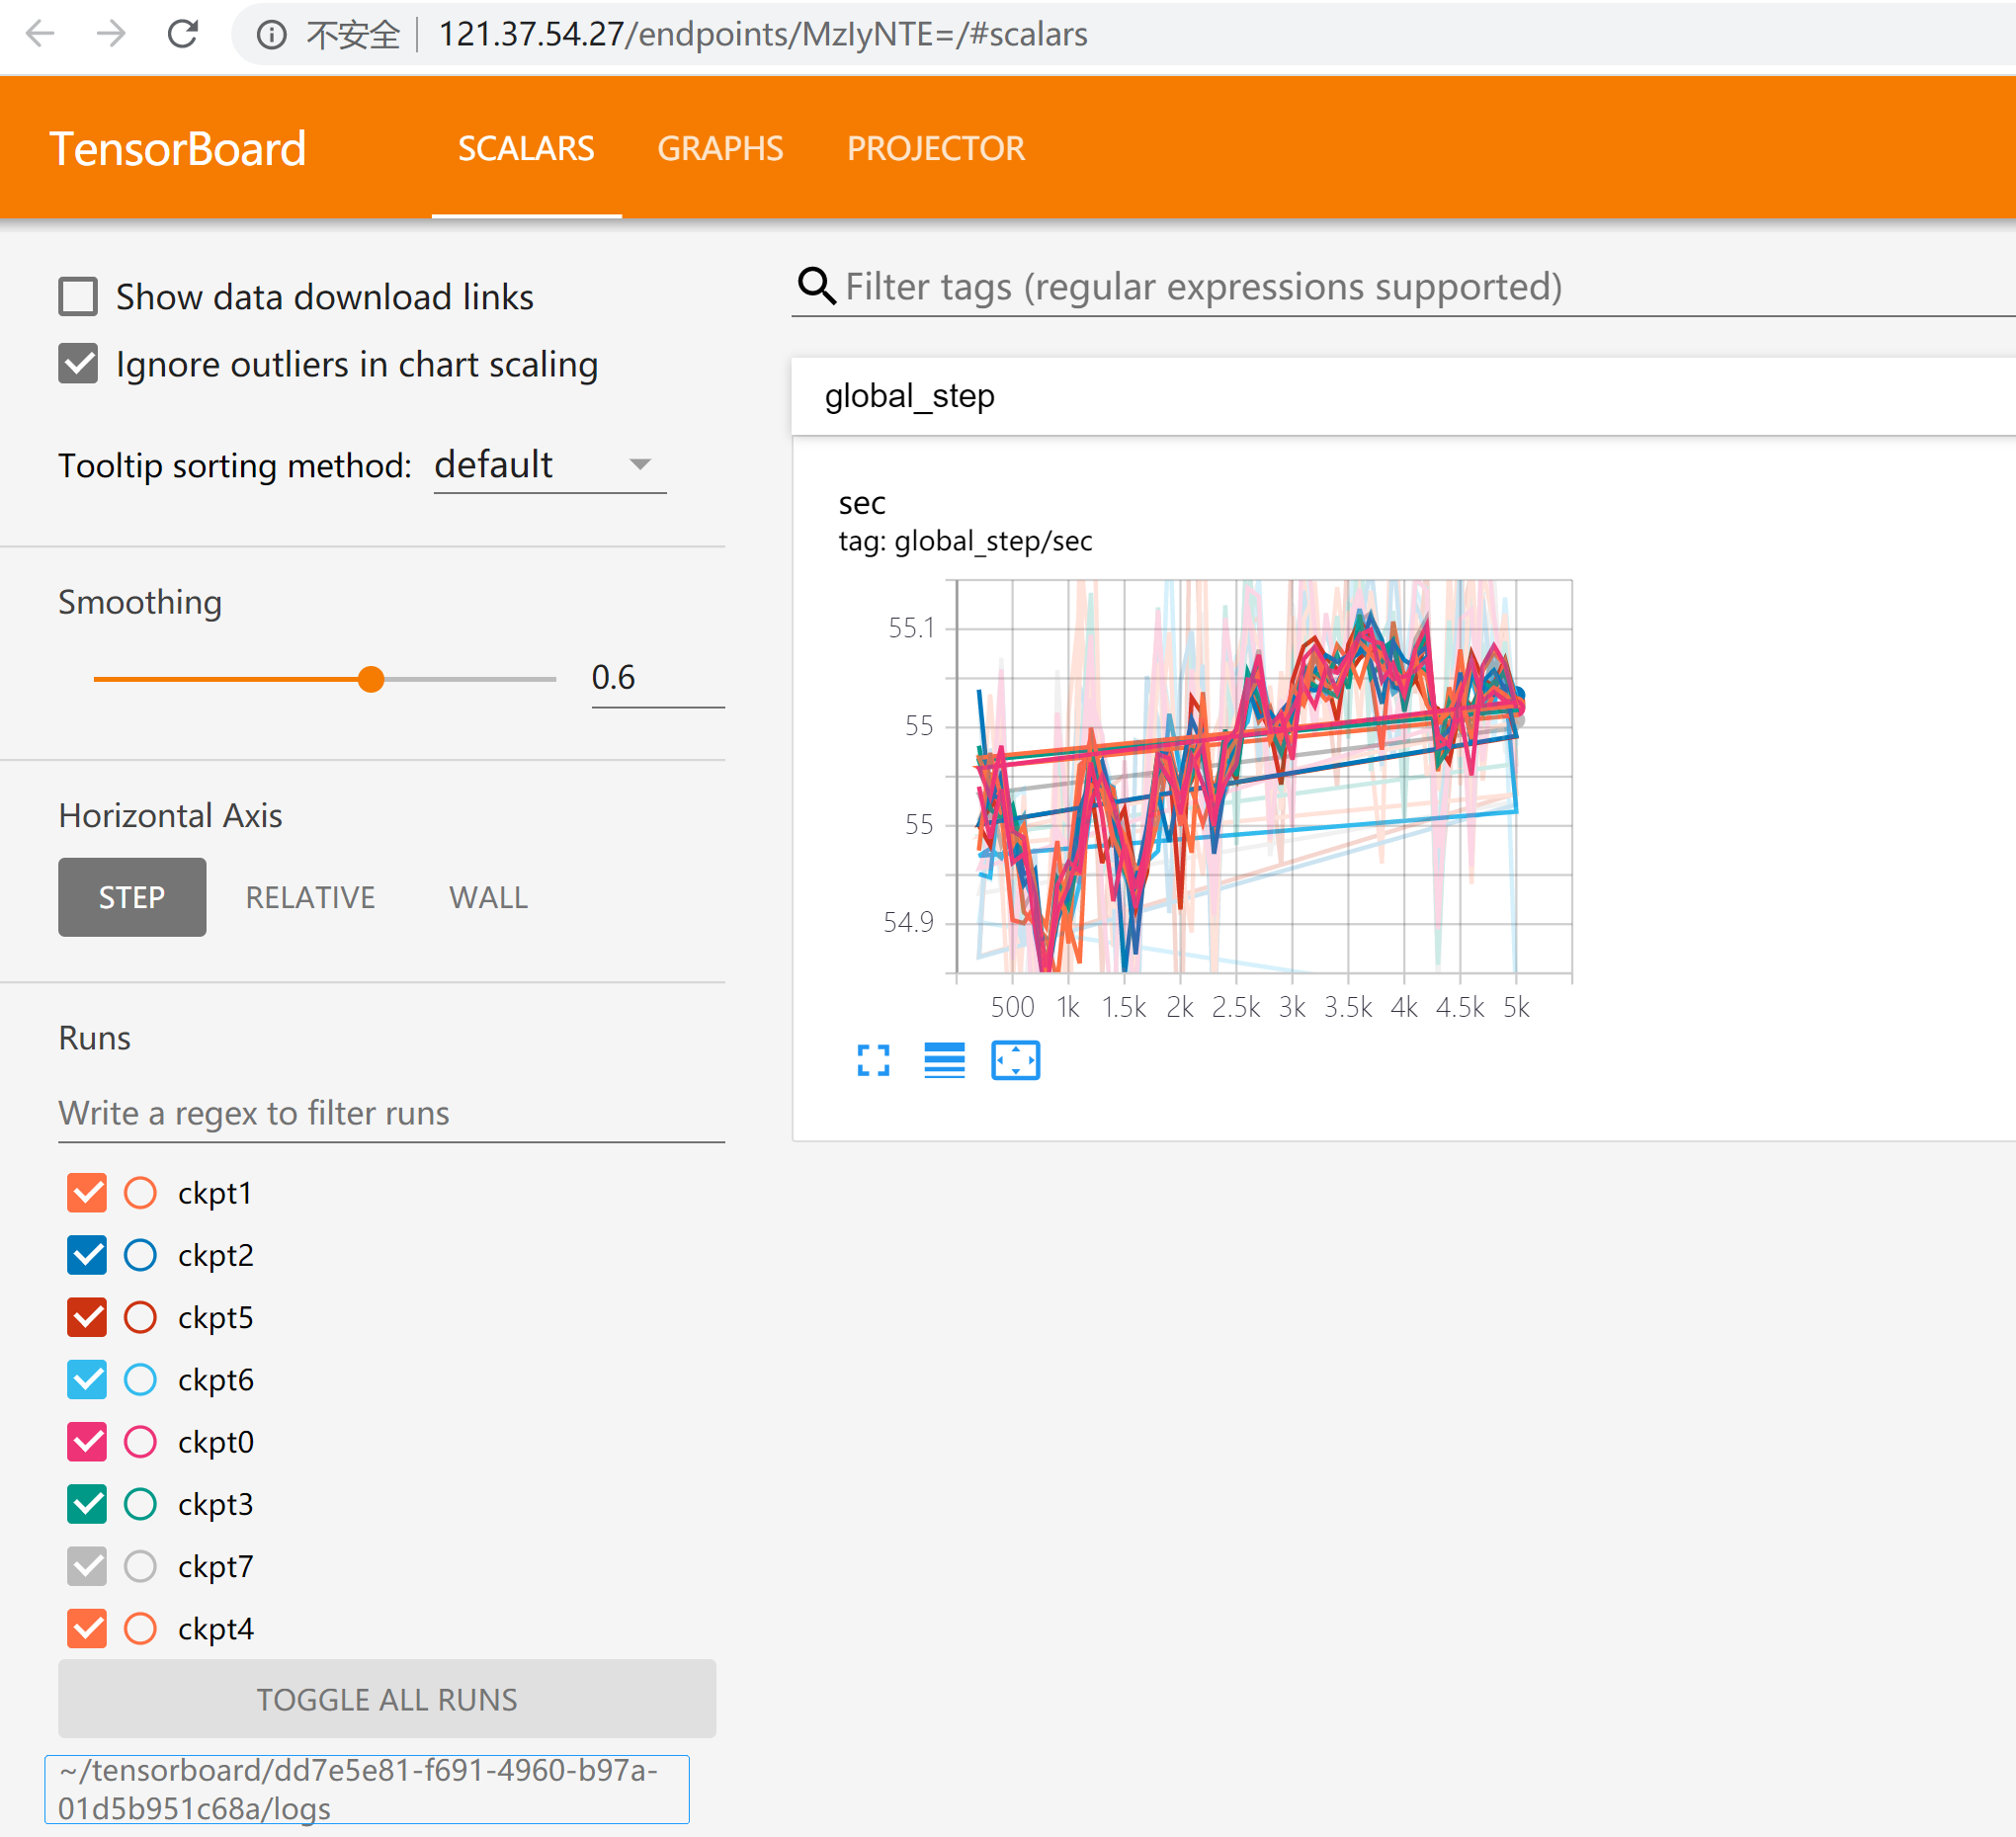 不安全 121.37.54.27/endpoints/MzIyNTE=/#scalars
TensorBoard SCALARS GRAPHS PROJECTOR
Show data download links
Ignore outliers in chart scaling
Tooltip sorting method: default
Smoothing
0.6
Horizontal Axis
STEP RELATIVE WALL
Runs
Write a regex to filter runs
ckpt1
ckpt2
ckpt5
ckpt6
ckpt0
ckpt3
ckpt7
ckpt4
TOGGLE ALL RUNS
~/tensorboard/dd7e5e81-f691-4960-b97a-
01d5b951c68a/logs
Filter tags (regular expressions supported)
global_step
sec
tag: global_step/sec
55.1
55
55
54.9
500 1k 1.5k 2k 2.5k 3k 3.5k 4k 4.5k 5k